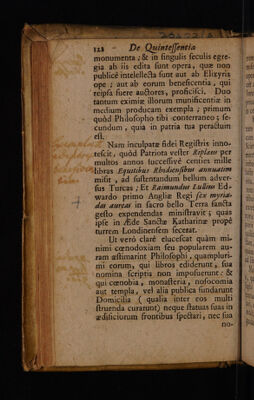 122 De Quintessentia
monumenta; & in singulis seculis egre-
gia ab iis edita sunt opera, quæ non
publicè intellecta sunt aut ab Elixyris
ope, aut ab eorum beneficentia, qui
reipsa fuere auctores, proficisci. Duo
tantum eximiæ illorum munificentiæ in
medium producam exempla; primum
quòd Philosopho tibi conterraneo; se-
cundum, qua in patria tua peractum
est.
Nam inculpatæ fidei Registris inno-
tescit, quòd Patriota vester Ripleus per
multos annos successivè centies mille
libras Equitibus Rhodiensibus annuatim
misit, ad sustentandum bellum adver-
sus Turcas; Et Raimundus Lullius Ed-
wardo primo Angliæ Regi sex myria-
das aureas in sacro bello Terra sancta
gesto expendendas ministravit; quas
ipse in Æde Sanctæ Katharinæ propè
turrem Londinensem fecerat.
Ut verò clarè elucescat quàm mi-
nimi cœnodoxiam seu popularem au-
ram æstimarint Philosophi, quampluri-
mi eorum, qui libros ediderunt, sua
nomina scriptis non imposuerunt: &
qui cœnobia, monasteria, nosocomia
aut templa, vel alia publica fundarunt
Domicilia (qualia inter eos multi
struenda curarunt) neque statuas suas in
ædificiorum frontibus spectari, nec sua
no-